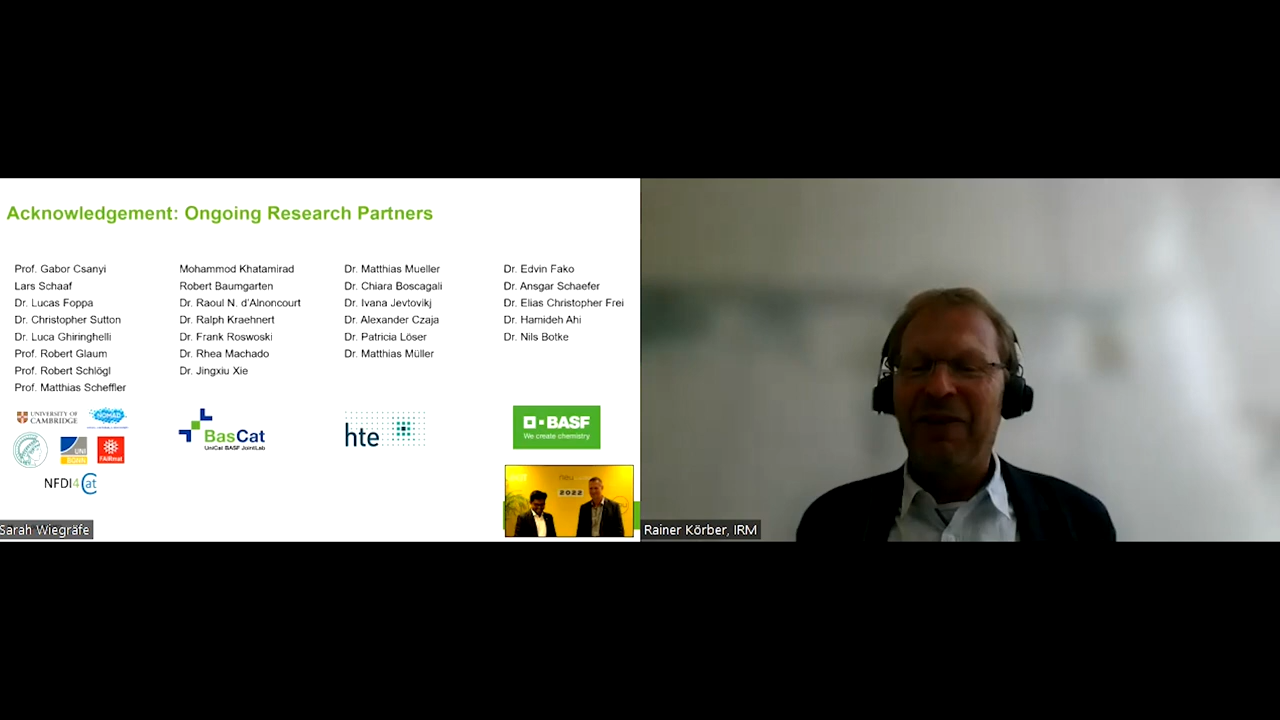 Acknowledgement: Ongoing Research Partners
Prof. Gabor Csanyi
Lars Schaaf
Dr. Lucas Foppa
Dr. Christopher Sutton
Dr. Luca Ghiringhelli
Prof. Robert Glaum
Prof. Robert Schlögl
Prof. Matthias Scheffler
Mohammod Khatamirad
Robert Baumgarten
Dr. Raoul N. d'Alnoncourt
Dr. Ralph Kraehnert
Dr. Frank Roswoski
Dr. Rhea Machado
Dr. Jingxiu Xie
Dr. Matthias Mueller
Dr. Chiara Boscagali
Dr. Ivana Jevtovikj
Dr. Alexander Czaja
Dr. Patricia Löser
Dr. Matthias Müller
Dr. Edvin Fako
Dr. Ansgar Schaefer
Dr. Elias Christopher Frei
Dr. Hamideh Ahi
Dr. Nils Botke
UNIVERSITY OF
CAMBRIDGE
NOMAD
UNI
BONN
FAIRmat
NFDI4Cat
BasCat
UniCat BASF JointLab
hte
BASF
We create chemistry
neu
2022
Sarah Wiegräfe
Rainer Körber, IRM